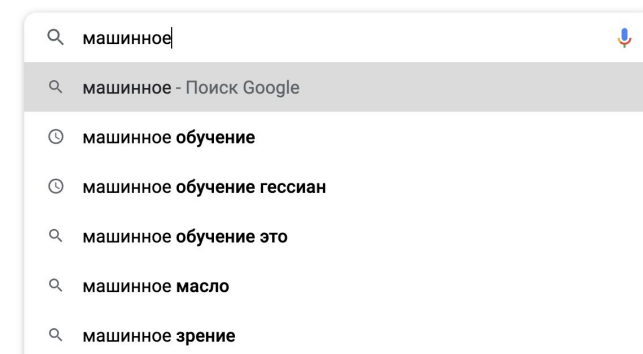 машинное
машинное - Поиск Google
машинное обучение
машинное обучение гессиан
машинное обучение это
машинное масло
машинное зрение